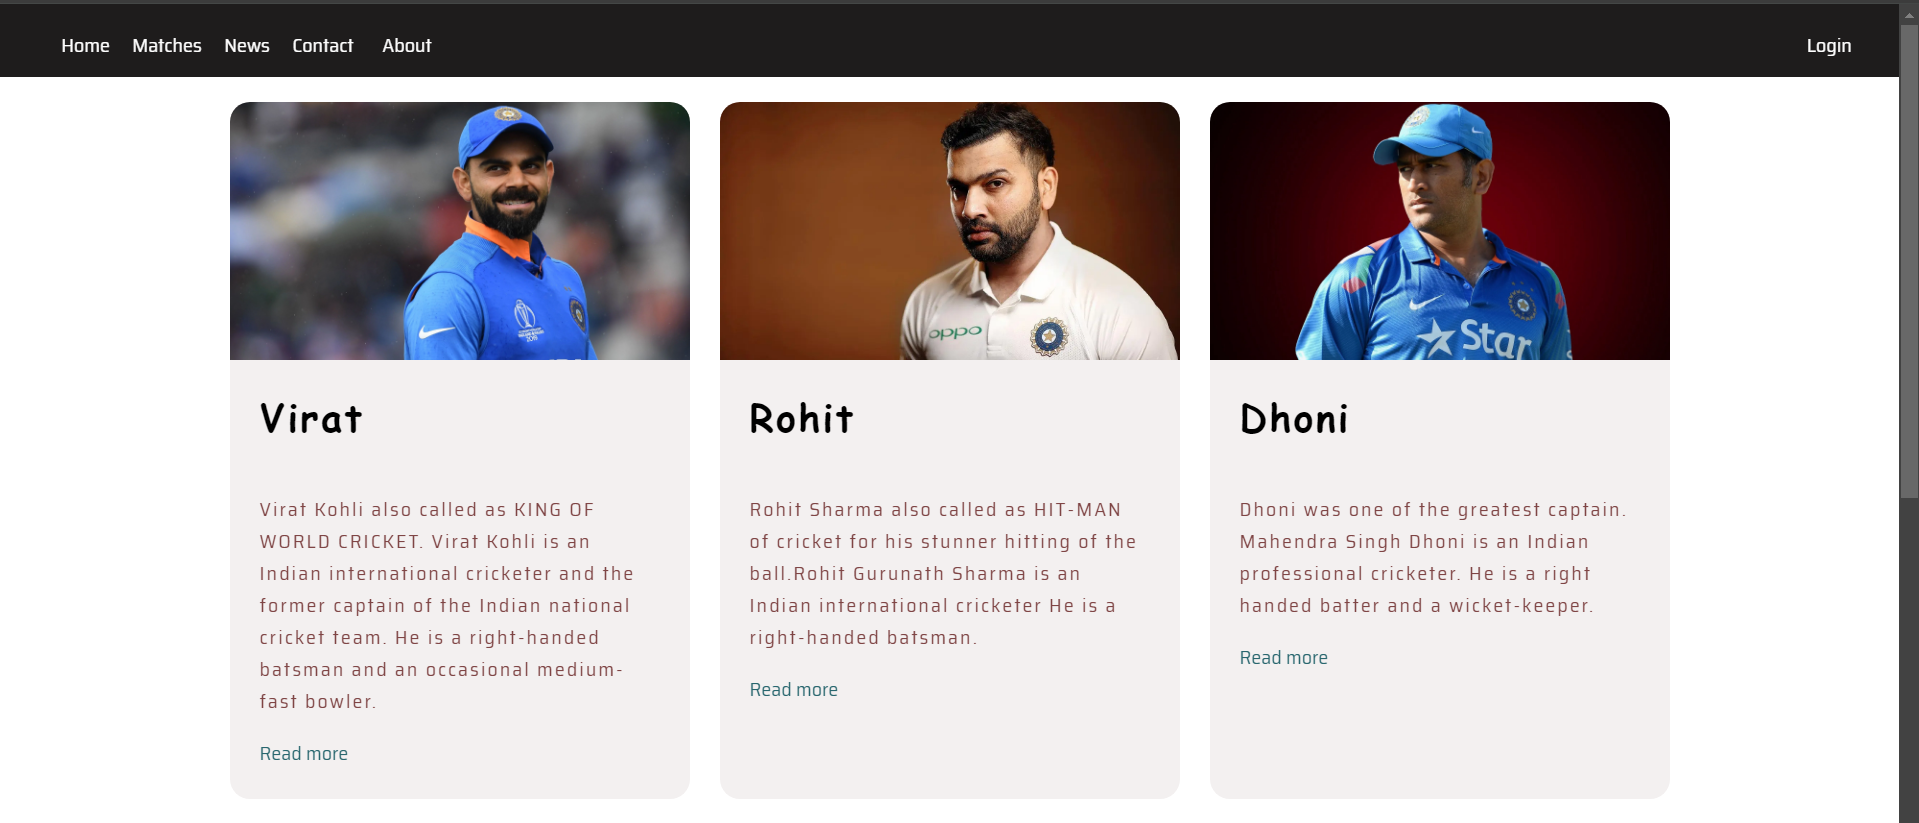 Home Matches News Contact About Login
oppo
Star
Virat
Virat Kohli also called as KING OF
WORLD CRICKET. Virat Kohli is an
Indian international cricketer and the
former captain of the Indian national
cricket team. He is a right-handed
batsman and an occasional medium-
fast bowler.
Read more
Rohit
Rohit Sharma also called as HIT-MAN
of cricket for his stunner hitting of the
ball.Rohit Gurunath Sharma is an
Indian international cricketer He is a
right-handed batsman.
Read more
Dhoni
Dhoni was one of the greatest captain.
Mahendra Singh Dhoni is an Indian
professional cricketer. He is a right
handed batter and a wicket-keeper.
Read more